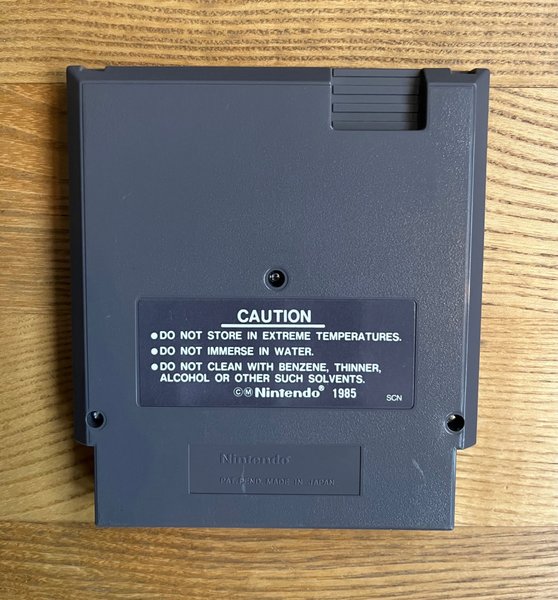 CAUTION
●DO NOT STORE IN EXTREME TEMPERATURES.
●DO NOT IMMERSE IN WATER.
●DO NOT CLEAN WITH BENZENE, THINNER,
ALCOHOL OR OTHER SUCH SOLVENTS.
©Ⓜ Nintendo® 1985
SCN
Nintendo®
PAT. PEND. MADE IN JAPAN